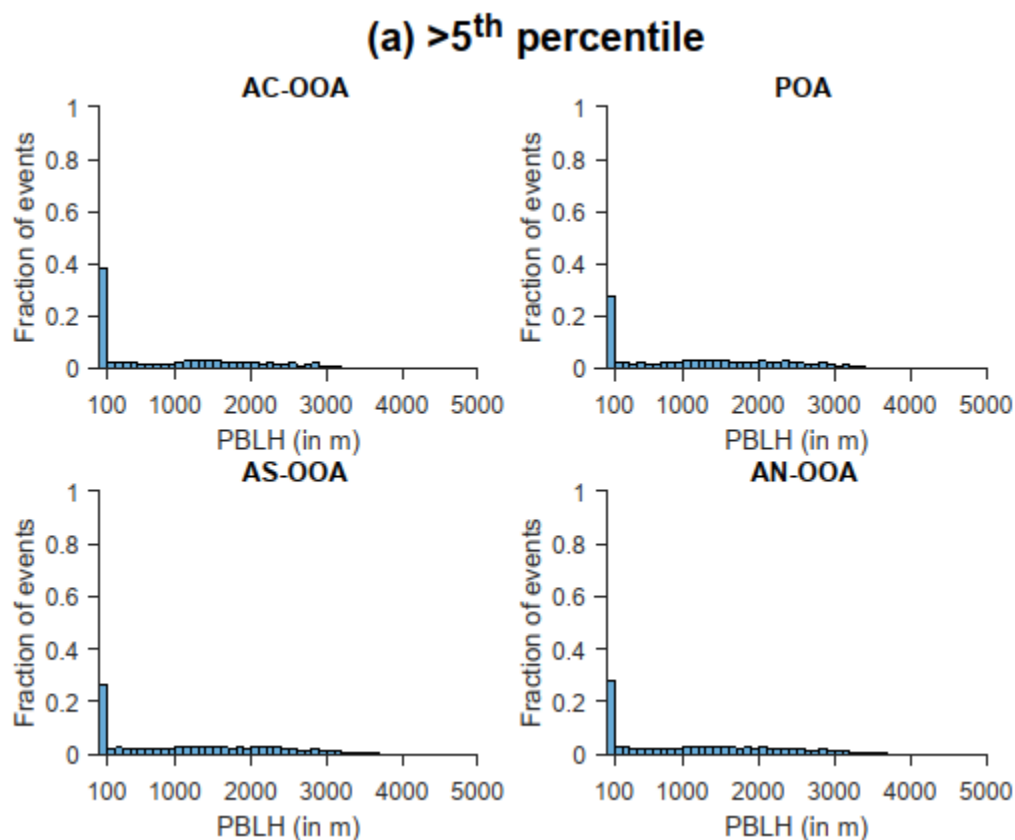 (a) >5th percentile
AC-OOA
1
0.8
0.6
0.4
0.2
0
Fraction of events
100 1000 2000 3000 4000 5000
PBLH (in m)
POA
1
0.8
0.6
0.4
0.2
0
Fraction of events
100 1000 2000 3000 4000 5000
PBLH (in m)
AS-OOA
1
0.8
0.6
0.4
0.2
0
Fraction of events
100 1000 2000 3000 4000 5000
PBLH (in m)
AN-OOA
1
0.8
0.6
0.4
0.2
0
Fraction of events
100 1000 2000 3000 4000 5000
PBLH (in m)